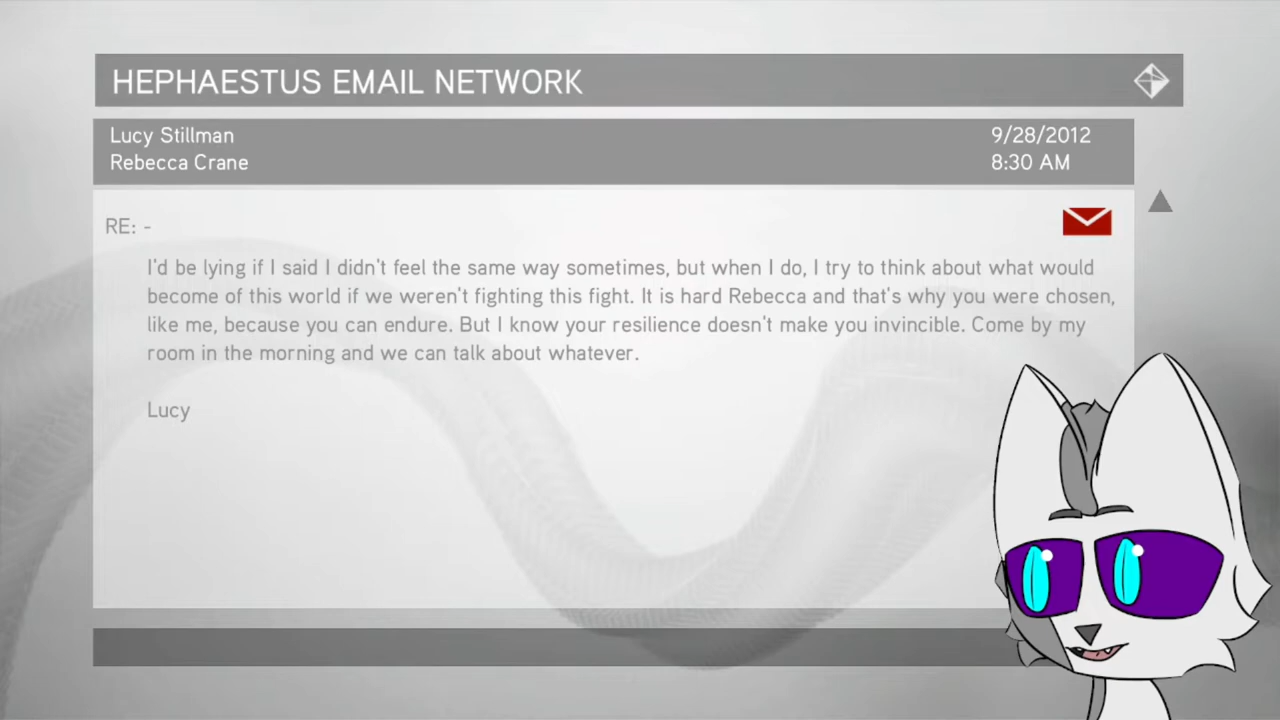 HEPHAESTUS EMAIL NETWORK
Lucy Stillman
9/28/2012
Rebecca Crane
8:30 AM
RE: -
I'd be lying if I said I didn't feel the same way sometimes, but when I do, I try to think about what would
become of this world if we weren't fighting this fight. It is hard Rebecca and that's why you were chosen,
like me, because you can endure. But I know your resilience doesn't make you invincible. Come by my
room in the morning and we can talk about whatever.
Lucy